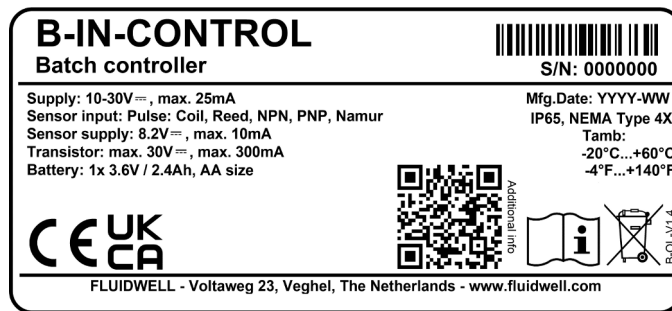 B-IN-CONTROL
Batch controller
S/N: 0000000
Supply: 10-30V⎓, max. 25mA
Sensor input: Pulse: Coil, Reed, NPN, PNP, Namur
Sensor supply: 8.2V⎓, max. 10mA
Transistor: max. 30V⎓, max. 300mA
Battery: 1x 3.6V / 2.4Ah, AA size
Mfg.Date: YYYY-WW
IP65, NEMA Type 4X
Tamb:
-20°C...+60°C
-4°F...+140°F
Additional info
CE
UK
CA
i
FLUIDWELL - Voltaweg 23, Veghel, The Netherlands - www.fluidwell.com